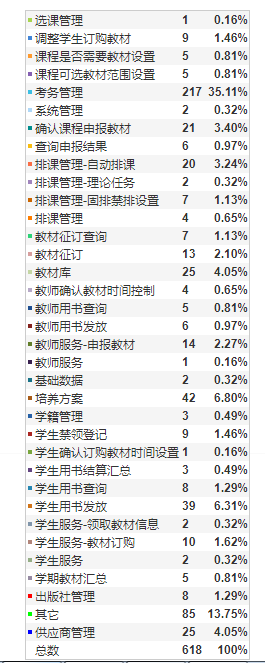 选课管理 1 0.16%
调整学生订购教材 9 1.46%
课程是否需要教材设置 5 0.81%
课程可选教材范围设置 5 0.81%
考务管理 217 35.11%
系统管理 2 0.32%
确认课程申报教材 21 3.40%
查询申报结果 6 0.97%
排课管理-自动排课 20 3.24%
排课管理-理论任务 2 0.32%
排课管理-固排禁排设置 7 1.13%
排课管理 4 0.65%
教材征订查询 7 1.13%
教材征订 13 2.10%
教材库 25 4.05%
教师确认教材时间控制 4 0.65%
教师用书查询 5 0.81%
教师用书发放 6 0.97%
教师服务-申报教材 14 2.27%
教师服务 1 0.16%
基础数据 2 0.32%
培养方案 42 6.80%
学籍管理 3 0.49%
学生禁领登记 9 1.46%
学生确认订购教材时间设置 1 0.16%
学生用书结算汇总 3 0.49%
学生用书查询 8 1.29%
学生用书发放 39 6.31%
学生服务-领取教材信息 2 0.32%
学生服务-教材订购 10 1.62%
学生服务 2 0.32%
学期教材汇总 5 0.81%
出版社管理 8 1.29%
其它 85 13.75%
供应商管理 25 4.05%
总数 618 100%